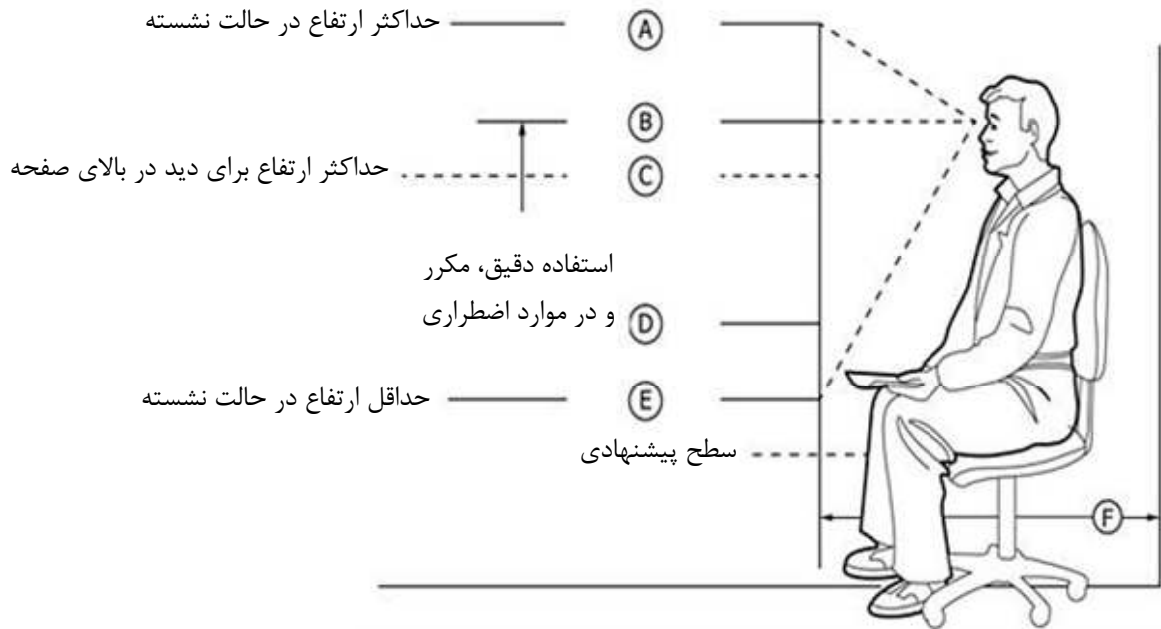 حداکثر ارتفاع در حالت نشسته
A
B
حداکثر ارتفاع برای دید در بالای صفحه
C
استفاده دقیق، مکرر
و در موارد اضطراری
D
حداقل ارتفاع در حالت نشسته
E
سطح پیشنهادی
F